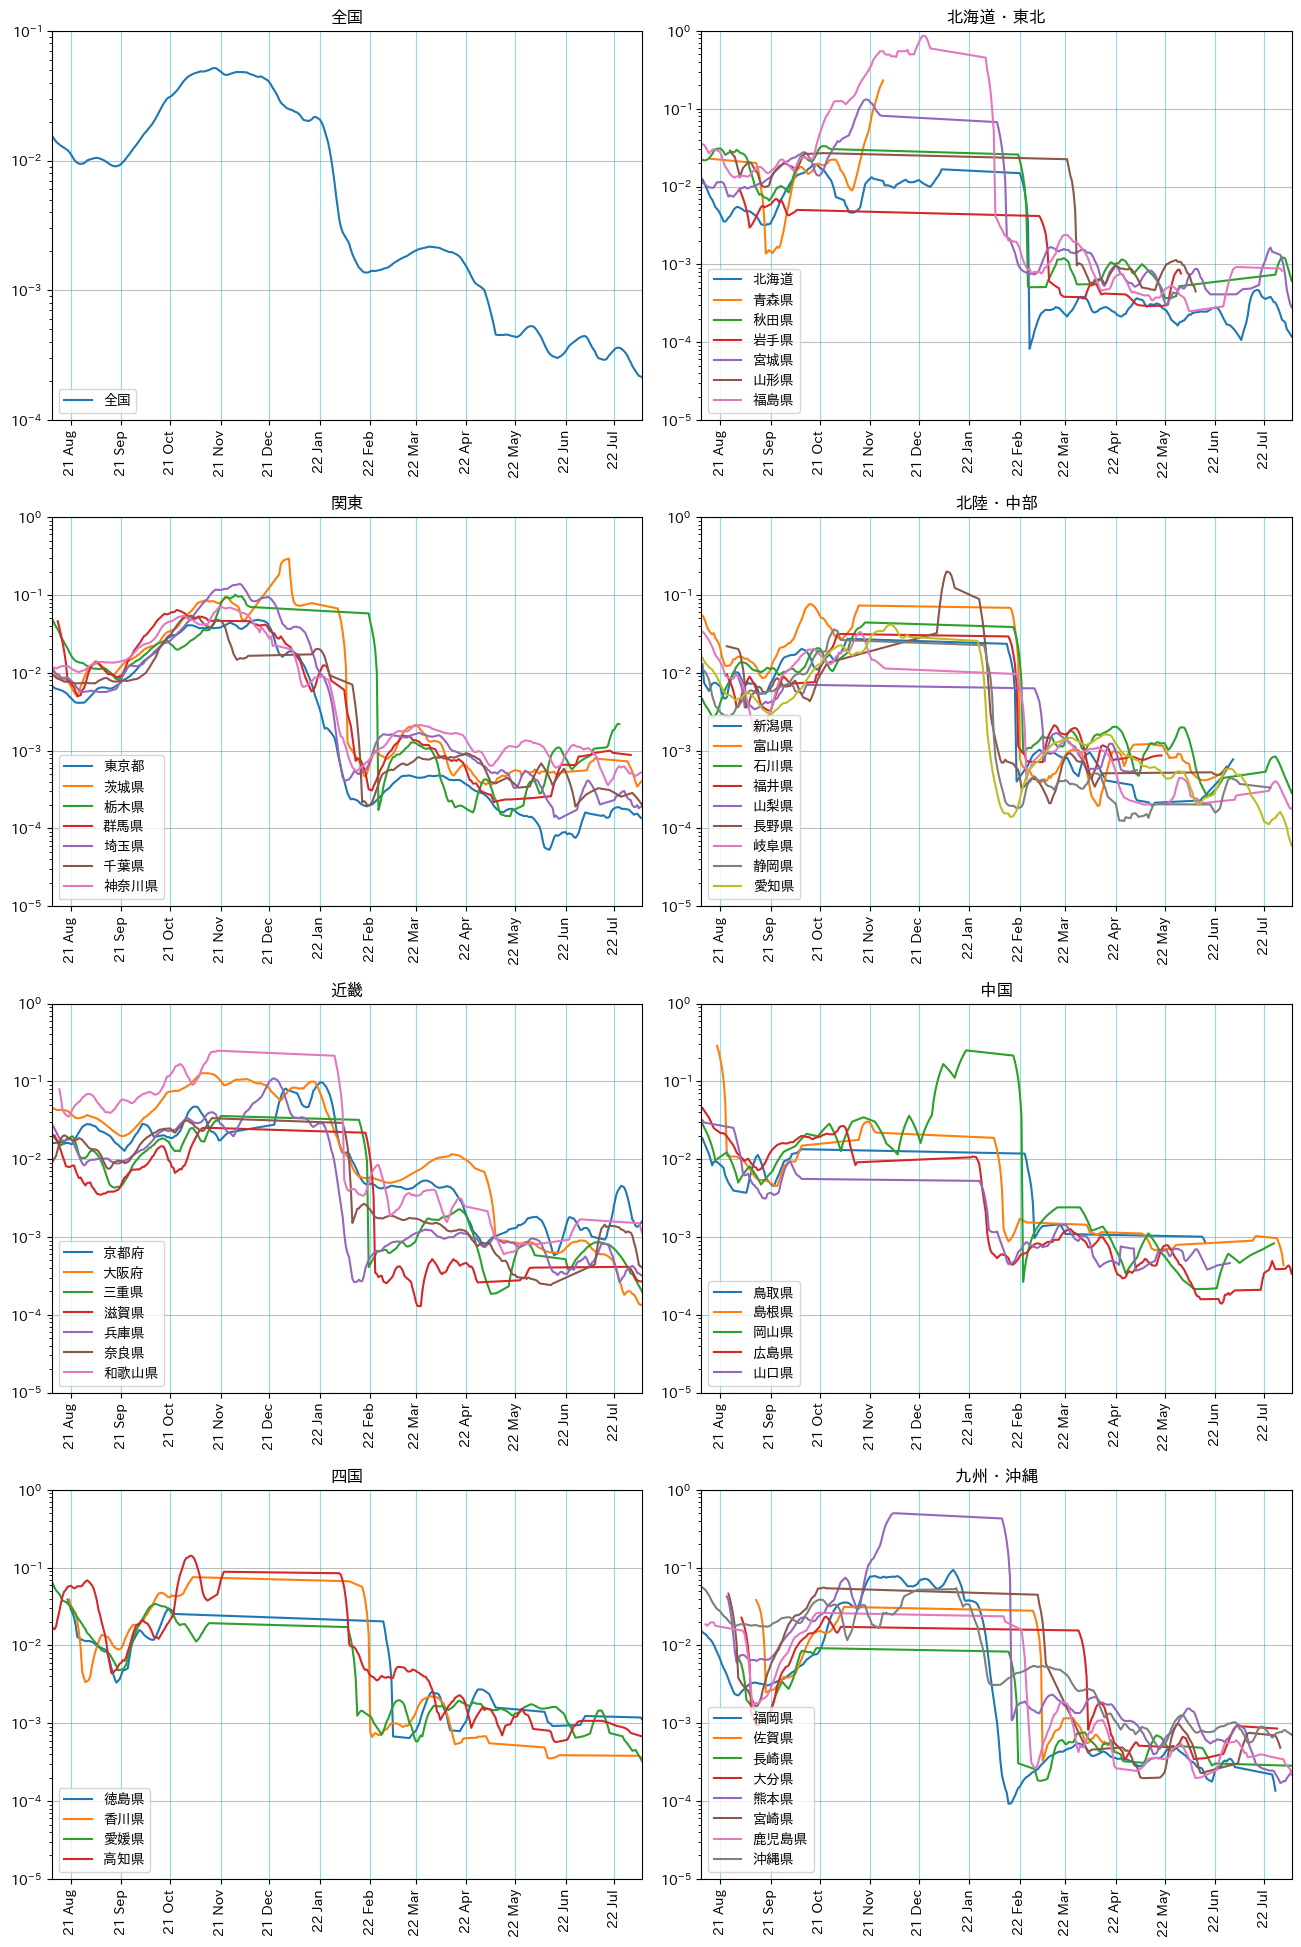 全国
10⁻¹
10⁻²
10⁻³
10⁻⁴
全国
21 Aug
21 Sep
21 Oct
21 Nov
21 Dec
22 Jan
22 Feb
22 Mar
22 Apr
22 May
22 Jun
22 Jul
北海道・東北
10⁰
10⁻¹
10⁻²
10⁻³
10⁻⁴
10⁻⁵
北海道
青森県
秋田県
岩手県
宮城県
山形県
福島県
21 Aug
21 Sep
21 Oct
21 Nov
21 Dec
22 Jan
22 Feb
22 Mar
22 Apr
22 May
22 Jun
22 Jul
関東
10⁰
10⁻¹
10⁻²
10⁻³
10⁻⁴
10⁻⁵
東京都
茨城県
栃木県
群馬県
埼玉県
千葉県
神奈川県
21 Aug
21 Sep
21 Oct
21 Nov
21 Dec
22 Jan
22 Feb
22 Mar
22 Apr
22 May
22 Jun
22 Jul
北陸・中部
10⁰
10⁻¹
10⁻²
10⁻³
10⁻⁴
10⁻⁵
新潟県
富山県
石川県
福井県
山梨県
長野県
岐阜県
静岡県
愛知県
21 Aug
21 Sep
21 Oct
21 Nov
21 Dec
22 Jan
22 Feb
22 Mar
22 Apr
22 May
22 Jun
22 Jul
近畿
10⁰
10⁻¹
10⁻²
10⁻³
10⁻⁴
10⁻⁵
京都府
大阪府
三重県
滋賀県
兵庫県
奈良県
和歌山県
21 Aug
21 Sep
21 Oct
21 Nov
21 Dec
22 Jan
22 Feb
22 Mar
22 Apr
22 May
22 Jun
22 Jul
中国
10⁰
10⁻¹
10⁻²
10⁻³
10⁻⁴
10⁻⁵
鳥取県
島根県
岡山県
広島県
山口県
21 Aug
21 Sep
21 Oct
21 Nov
21 Dec
22 Jan
22 Feb
22 Mar
22 Apr
22 May
22 Jun
22 Jul
四国
10⁰
10⁻¹
10⁻²
10⁻³
10⁻⁴
10⁻⁵
徳島県
香川県
愛媛県
高知県
21 Aug
21 Sep
21 Oct
21 Nov
21 Dec
22 Jan
22 Feb
22 Mar
22 Apr
22 May
22 Jun
22 Jul
九州・沖縄
10⁰
10⁻¹
10⁻²
10⁻³
10⁻⁴
10⁻⁵
福岡県
佐賀県
長崎県
大分県
熊本県
宮崎県
鹿児島県
沖縄県
21 Aug
21 Sep
21 Oct
21 Nov
21 Dec
22 Jan
22 Feb
22 Mar
22 Apr
22 May
22 Jun
22 Jul